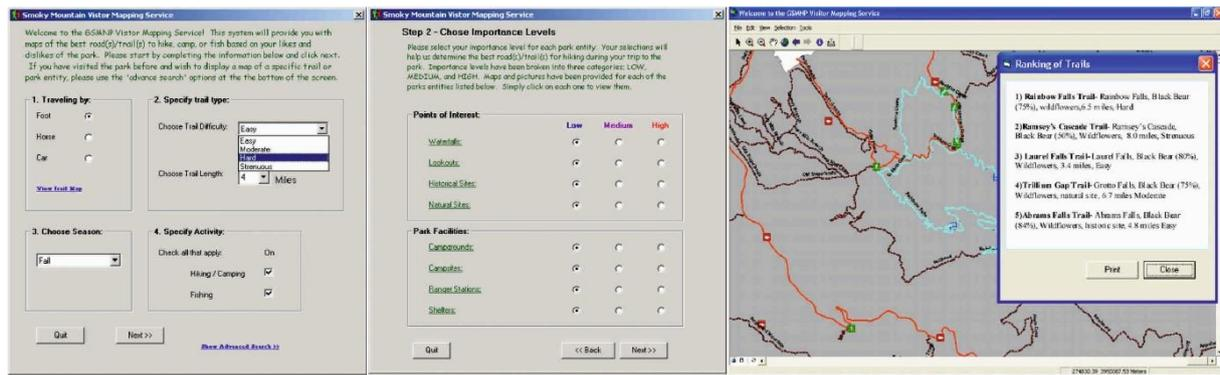 Smoky Mountain Vistor Mapping Service
Welcome to the GSMNP Vistor Mapping Service! This system will provide you with
maps of the best road(s)/trail(s) to hike, camp, or fish based on your likes and
dislikes of the park. Please start by completing the information below and click next.
If you have visited the park before and wish to display a map of a specific trail or
park entity, please use the 'advance search' options at the the bottom of the screen.
1. Traveling by:
Foot
Horse
Car
View Trail Map
2. Specify trail type:
Choose Trail Difficulty:
Easy
Easy
Moderate
Hard
Strenuous
Choose Trail Length:
4
Miles
3. Choose Season:
Fall
4. Specify Activity:
Check all that apply:
On
Hiking / Camping
Fishing
Quit
Next >>
Show Advanced Search >>
Smoky Mountain Vistor Mapping Service
Step 2 - Chose Importance Levels
Please select your importance level for each park entity. Your selections will
help us determine the best road(s)/trail(s) for hiking during your trip to the
park. Importance levels have been broken into three categories; LOW,
MEDIUM, and HIGH. Maps and pictures have been provided for each of the
parks entities listed below. Simply click on each one to view them.
Points of Interest:
Low
Medium
High
Waterfalls:
Lookouts:
Historical Sites:
Natural Sites:
Park Facilities:
Campgrounds:
Campsites:
Ranger Stations:
Shelters:
Quit
<< Back
Next >>
Welcome to the GSMNP Visitor Mapping Service
File Edit View Selection Tools
Ranking of Trails
1) Rainbow Falls Trail- Rainbow Falls, Black Bear
(75%), wildflowers,6.5 miles, Hard
2)Ramsey's Cascade Trail- Ramsey's Cascade,
Black Bear (50%), Wildflowers, 8.0 miles, Strenuous
3) Laurel Falls Trail- Laurel Falls, Black Bear (80%),
Wildflowers, 3.4 miles, Easy
4)Trillium Gap Trail- Grotto Falls, Black Bear (75%),
Wildflowers, natural site, 6.7 miles Moderate
5)Abrams Falls Trail- Abrams Falls, Black Bear
(84%), Wildflowers, historic site, 4.8 miles Easy
Print
Close